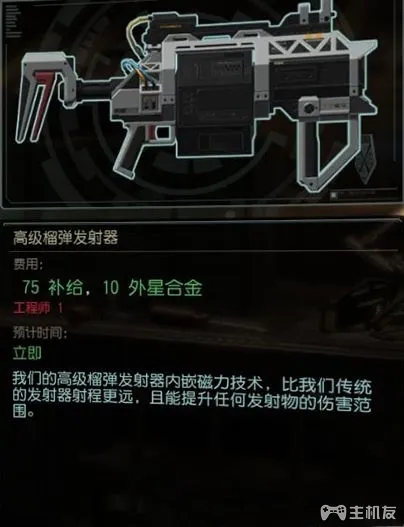 高级榴弹发射器
费用：
75 补给，10 外星合金
工程师 1
预计时间：
立即
我们的高级榴弹发射器内嵌磁力技术，比我们传统
的发射器射程更远，且能提升任何发射物的伤害范
围。
主机友